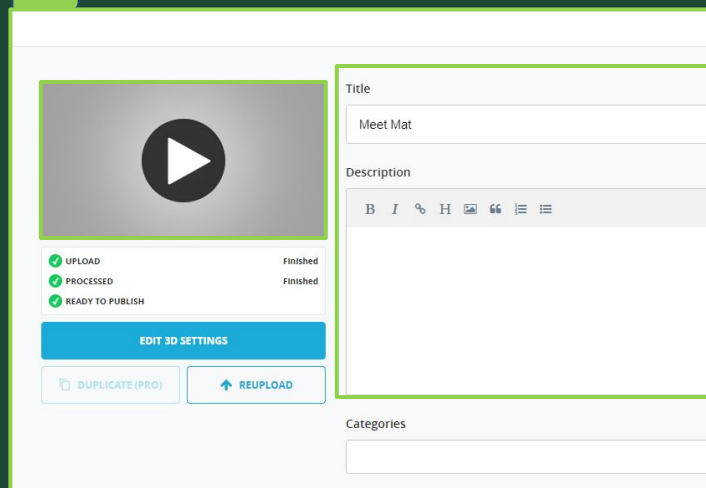 Title
Meet Mat
Description
B I H
UPLOAD Finished
PROCESSED Finished
READY TO PUBLISH
EDIT 3D SETTINGS
DUPLICATE (PRO) REUPLOAD
Categories